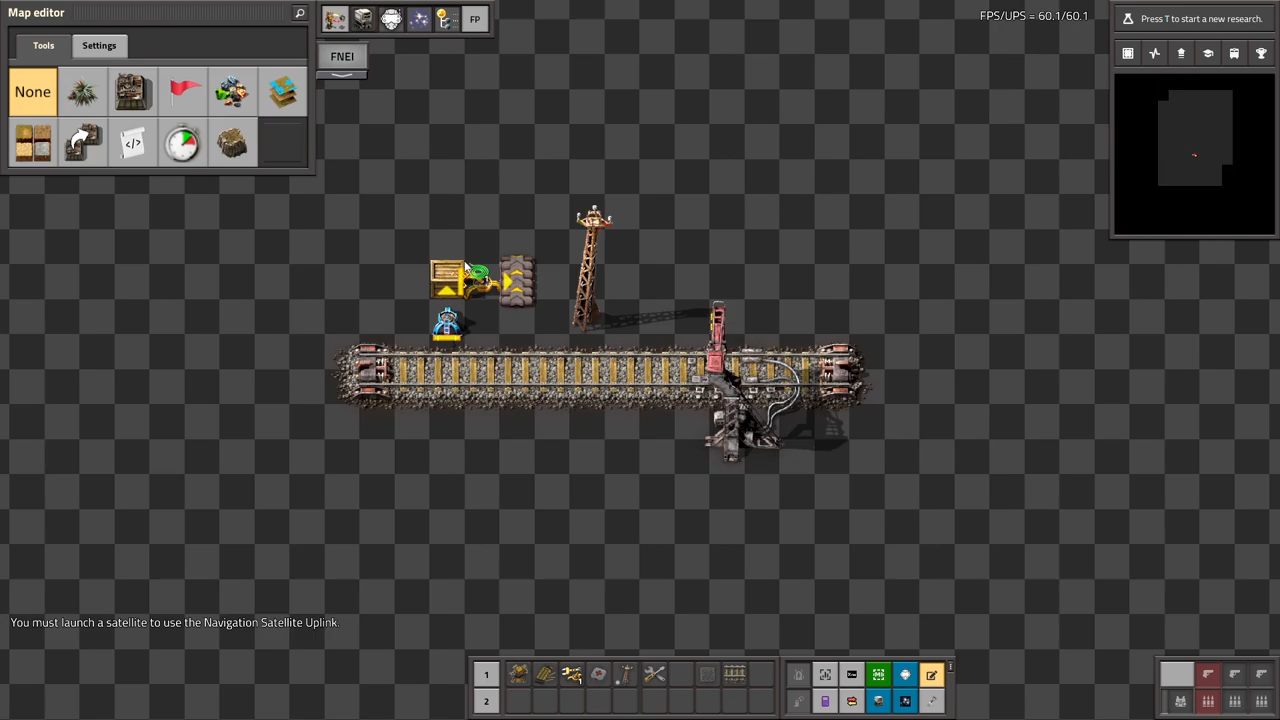 Map editor
FP
FPS/UPS = 60.1/60.1
Press T to start a new research.
Tools
Settings
FNEI
None
</>
You must launch a satellite to use the Navigation Satellite Uplink.
1
MS
2